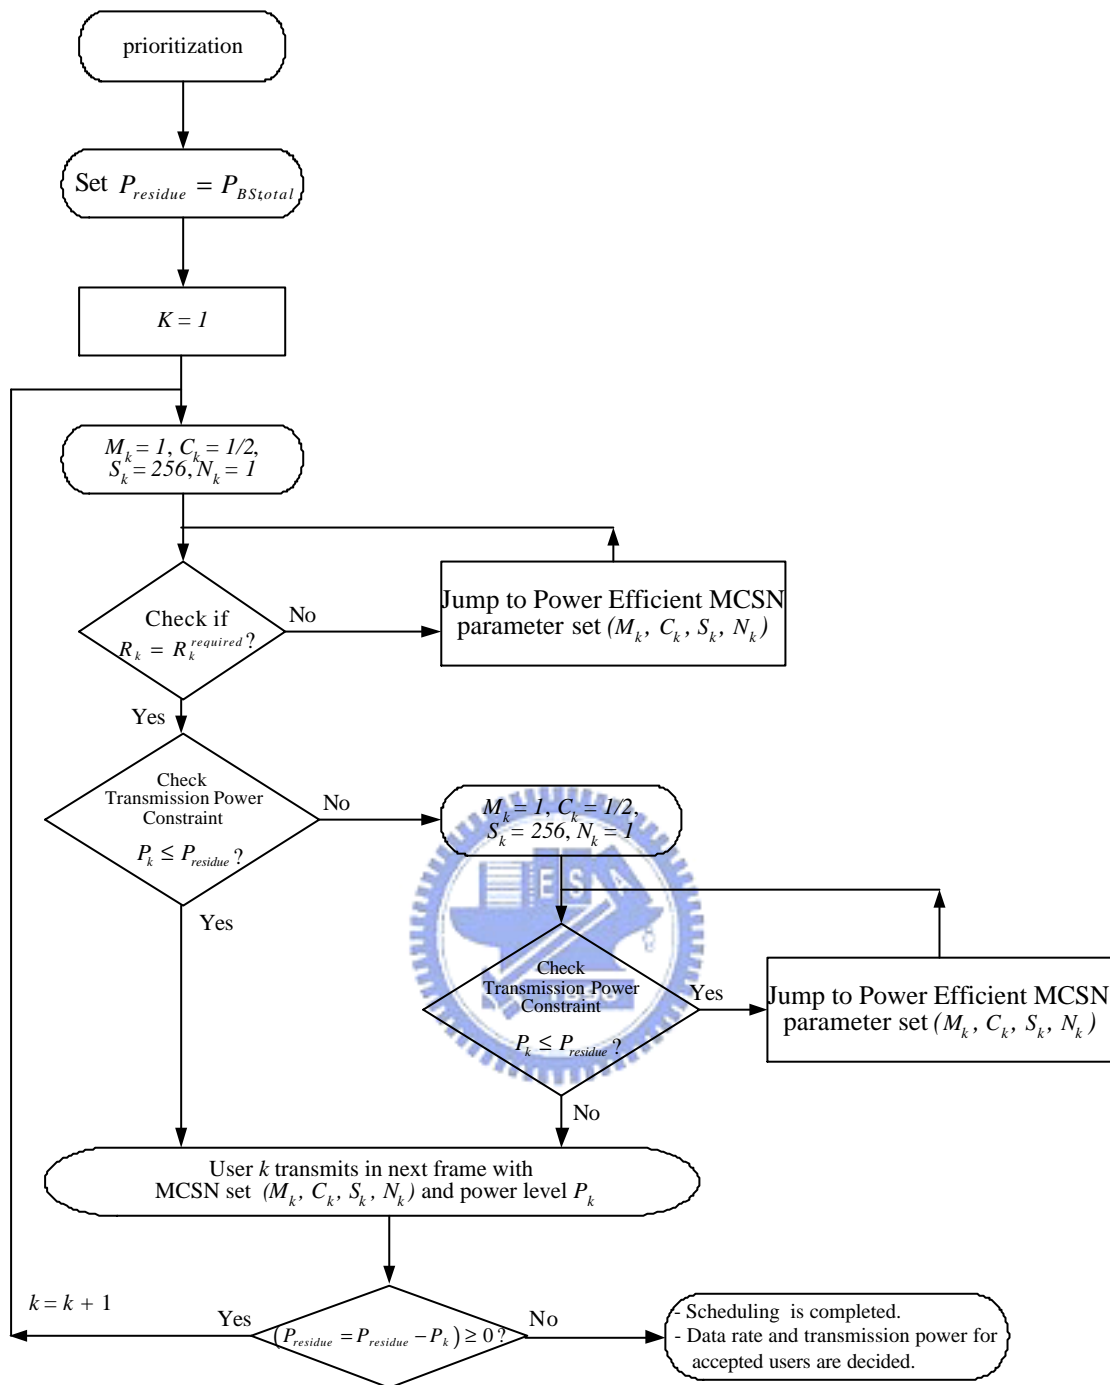 prioritization
Set P_residue = P_BS,total
K = 1
M_k = 1, C_k = 1/2,
S_k = 256, N_k = 1
Check if
R_k = R_k^required ?
No
Jump to Power Efficient MCSN
parameter set (M_k, C_k, S_k, N_k)
Yes
Check
Transmission Power
Constraint
P_k ≤ P_residue ?
No
M_k = 1, C_k = 1/2,
S_k = 256, N_k = 1
Yes
E S A
Check
Transmission Power
Constraint
P_k ≤ P_residue ?
Yes
Jump to Power Efficient MCSN
parameter set (M_k, C_k, S_k, N_k)
No
User k transmits in next frame with
MCSN set (M_k, C_k, S_k, N_k) and power level P_k
k = k + 1
Yes
(P_residue = P_residue − P_k) ≥ 0 ?
No
- Scheduling is completed.
- Data rate and transmission power for
accepted users are decided.